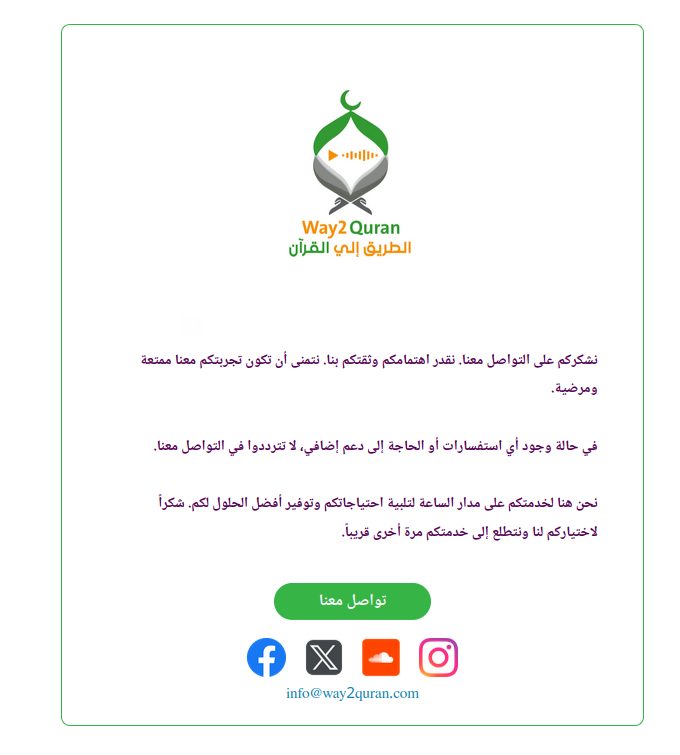 Way2 Quran
الطريق إلي القرآن
نشكركم على التواصل معنا. نقدر اهتمامكم وثقتكم بنا. نتمنى أن تكون تجربتكم معنا ممتعة
ومرضية.
في حالة وجود أي استفسارات أو الحاجة إلى دعم إضافي، لا تترددوا في التواصل معنا.
نحن هنا لخدمتكم على مدار الساعة لتلبية احتياجاتكم وتوفير أفضل الحلول لكم. شكراً
لاختياركم لنا ونتطلع إلى خدمتكم مرة أخرى قريباً.
تواصل معنا
info@way2quran.com